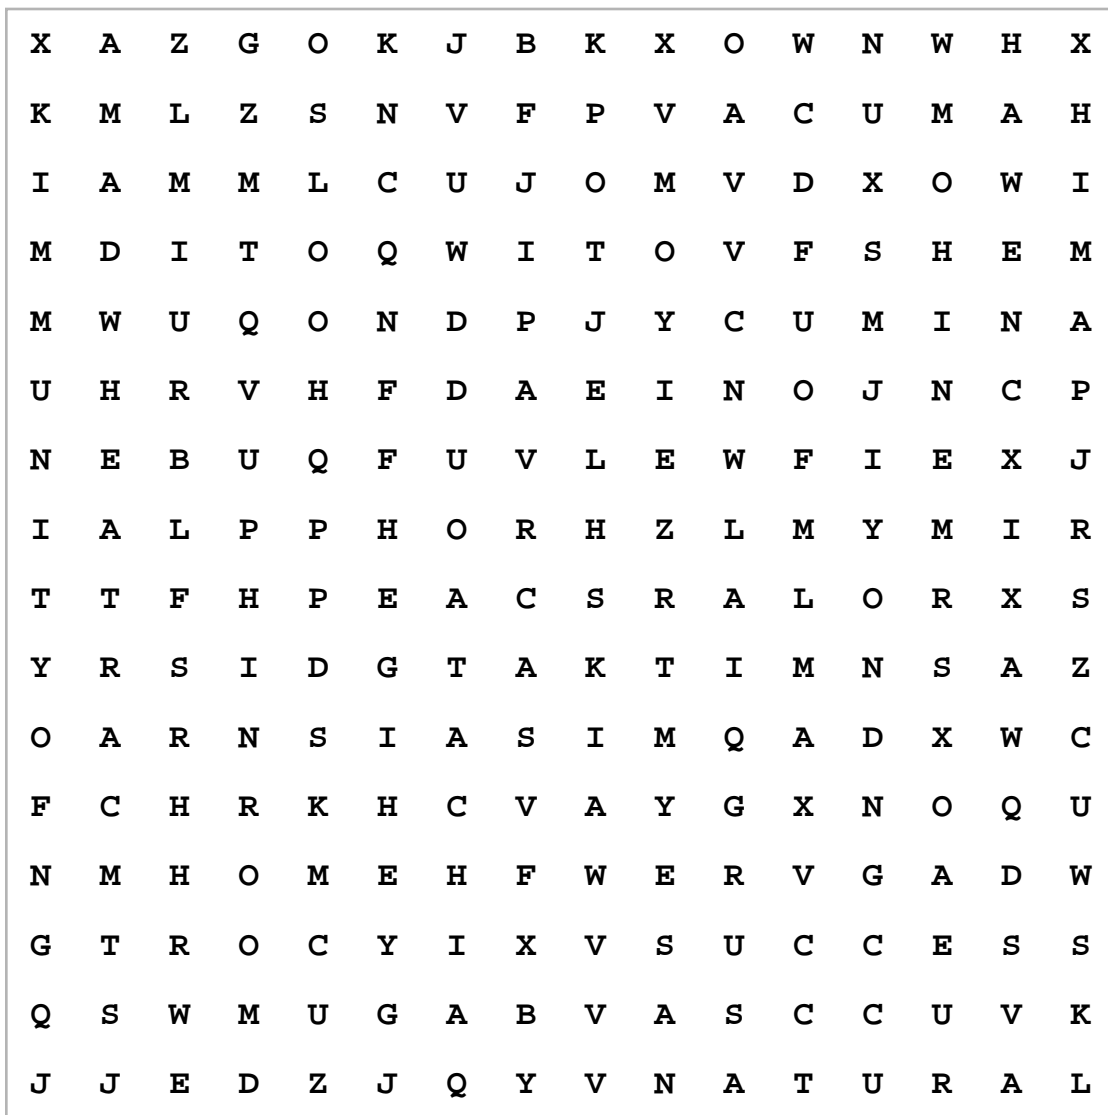 X A Z G O K J B K X O W N W H X
K M L Z S N V F P V A C U M A H
I A M M L C U J O M V D X O W I
M D I T O Q W I T O V F S H E M
M W U Q O N D P J Y C U M I N A
U H R V H F D A E I N O J N C P
N E B U Q F U V L E W F I E X J
I A L P P H O R H Z L M Y M I R
T T F H P E A C S R A L O R X S
Y R S I D G T A K T I M N S A Z
O A R N S I A S I M Q A D X W C
F C H R K H C V A Y G X N O Q U
N M H O M E H F W E R V G A D W
G T R O C Y I X V S U C C E S S
Q S W M U G A B V A S C C U V K
J J E D Z J Q Y V N A T U R A L